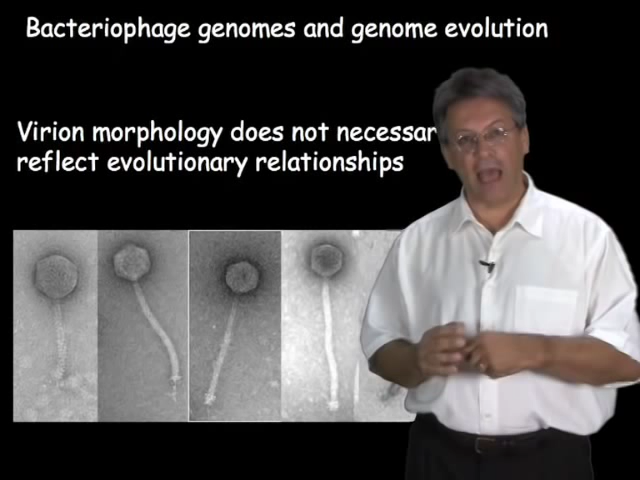 Bacteriophage genomes and genome evolution
Virion morphology does not necessar
reflect evolutionary relationships